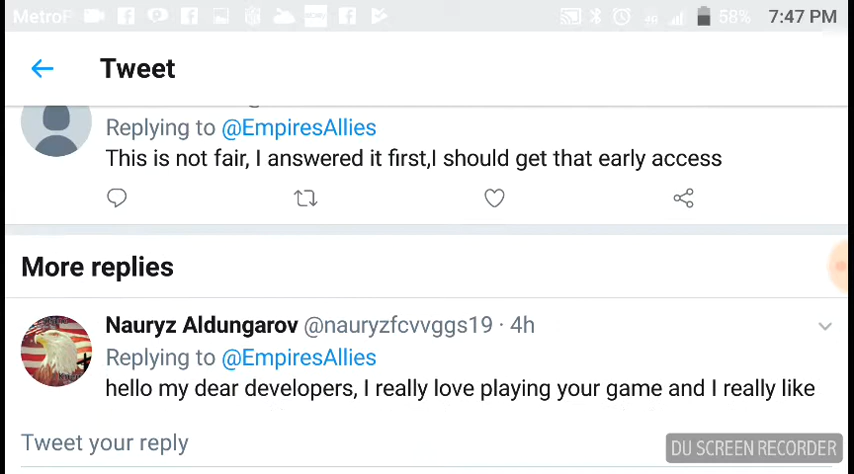 MetroP 58% 7:47 PM
Tweet
Replying to @EmpiresAllies
This is not fair, I answered it first,I should get that early access
More replies
Nauryz Aldungarov @nauryzfcvvggs19 · 4h
Replying to @EmpiresAllies
hello my dear developers, I really love playing your game and I really like
Tweet your reply
DU SCREEN RECORDER